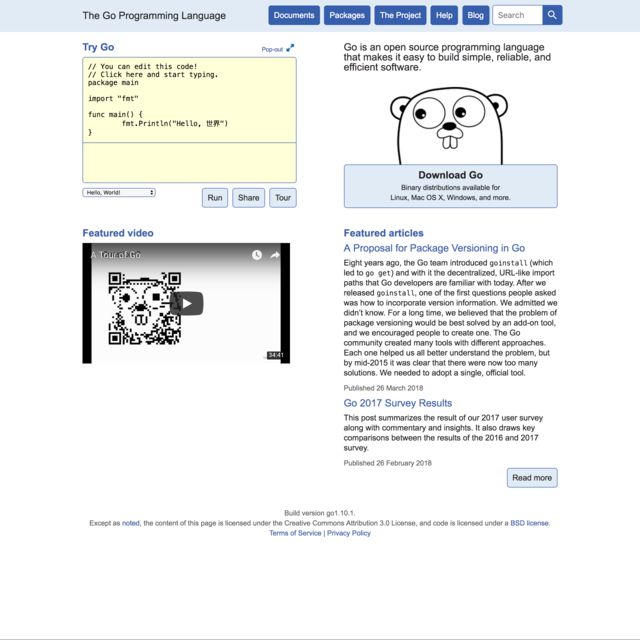 The Go Programming Language
Documents
Packages
The Project
Help
Blog
Search
Try Go
Pop-out
// You can edit this code!
// Click here and start typing.
package main
import "fmt"
func main() {
fmt.Println("Hello, 世界")
}
Hello, World!
Run
Share
Tour
Go is an open source programming language
that makes it easy to build simple, reliable, and
efficient software.
Download Go
Binary distributions available for
Linux, Mac OS X, Windows, and more.
Featured video
A Tour of Go
34:41
Featured articles
A Proposal for Package Versioning in Go
Eight years ago, the Go team introduced goinstall (which
led to go get) and with it the decentralized, URL-like import
paths that Go developers are familiar with today. After we
released goinstall, one of the first questions people asked
was how to incorporate version information. We admitted we
didn't know. For a long time, we believed that the problem of
package versioning would be best solved by an add-on tool,
and we encouraged people to create one. The Go
community created many tools with different approaches.
Each one helped us all better understand the problem, but
by mid-2015 it was clear that there were now too many
solutions. We needed to adopt a single, official tool.
Published 26 March 2018
Go 2017 Survey Results
This post summarizes the result of our 2017 user survey
along with commentary and insights. It also draws key
comparisons between the results of the 2016 and 2017
survey.
Published 26 February 2018
Read more
Build version go1.10.1.
Except as noted, the content of this page is licensed under the Creative Commons Attribution 3.0 License, and code is licensed under a BSD license.
Terms of Service | Privacy Policy